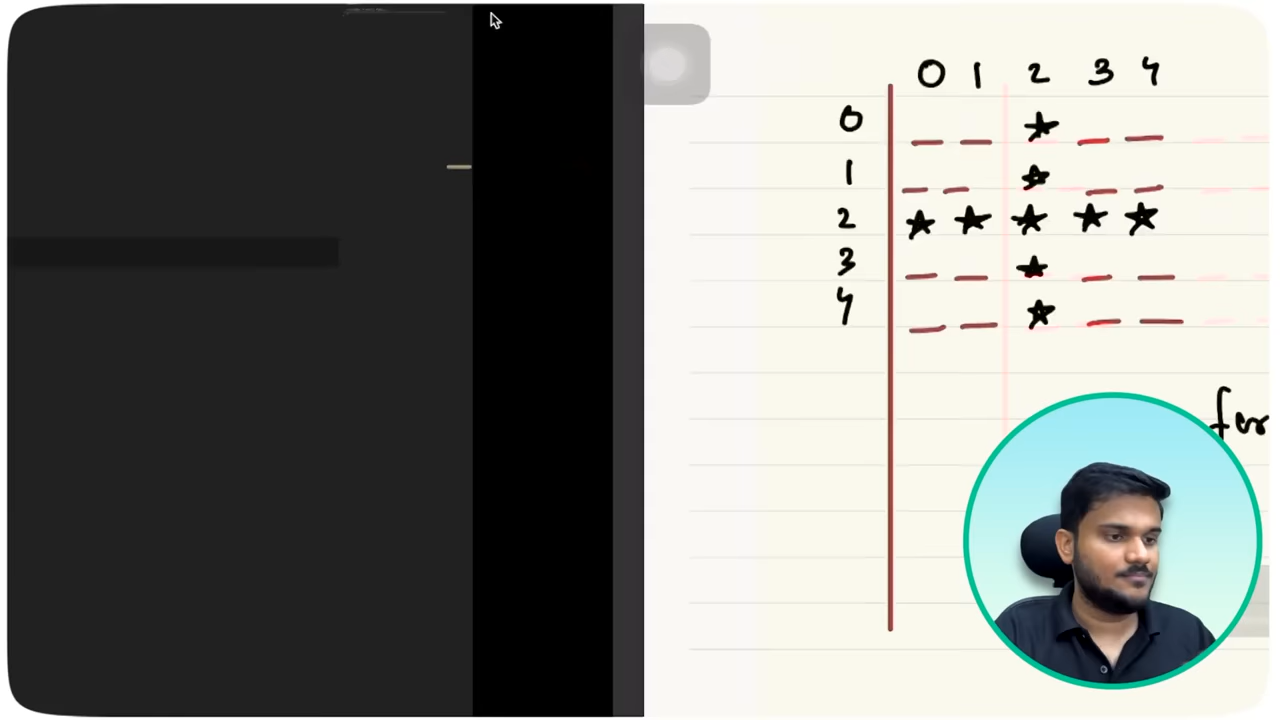 0 1 2 3 4
0 _ _ ★ _ _
1 _ _ ★ _ _
2 ★ ★ ★ ★ ★
3 _ _ ★ _ _
4 _ _ ★ _ _
for